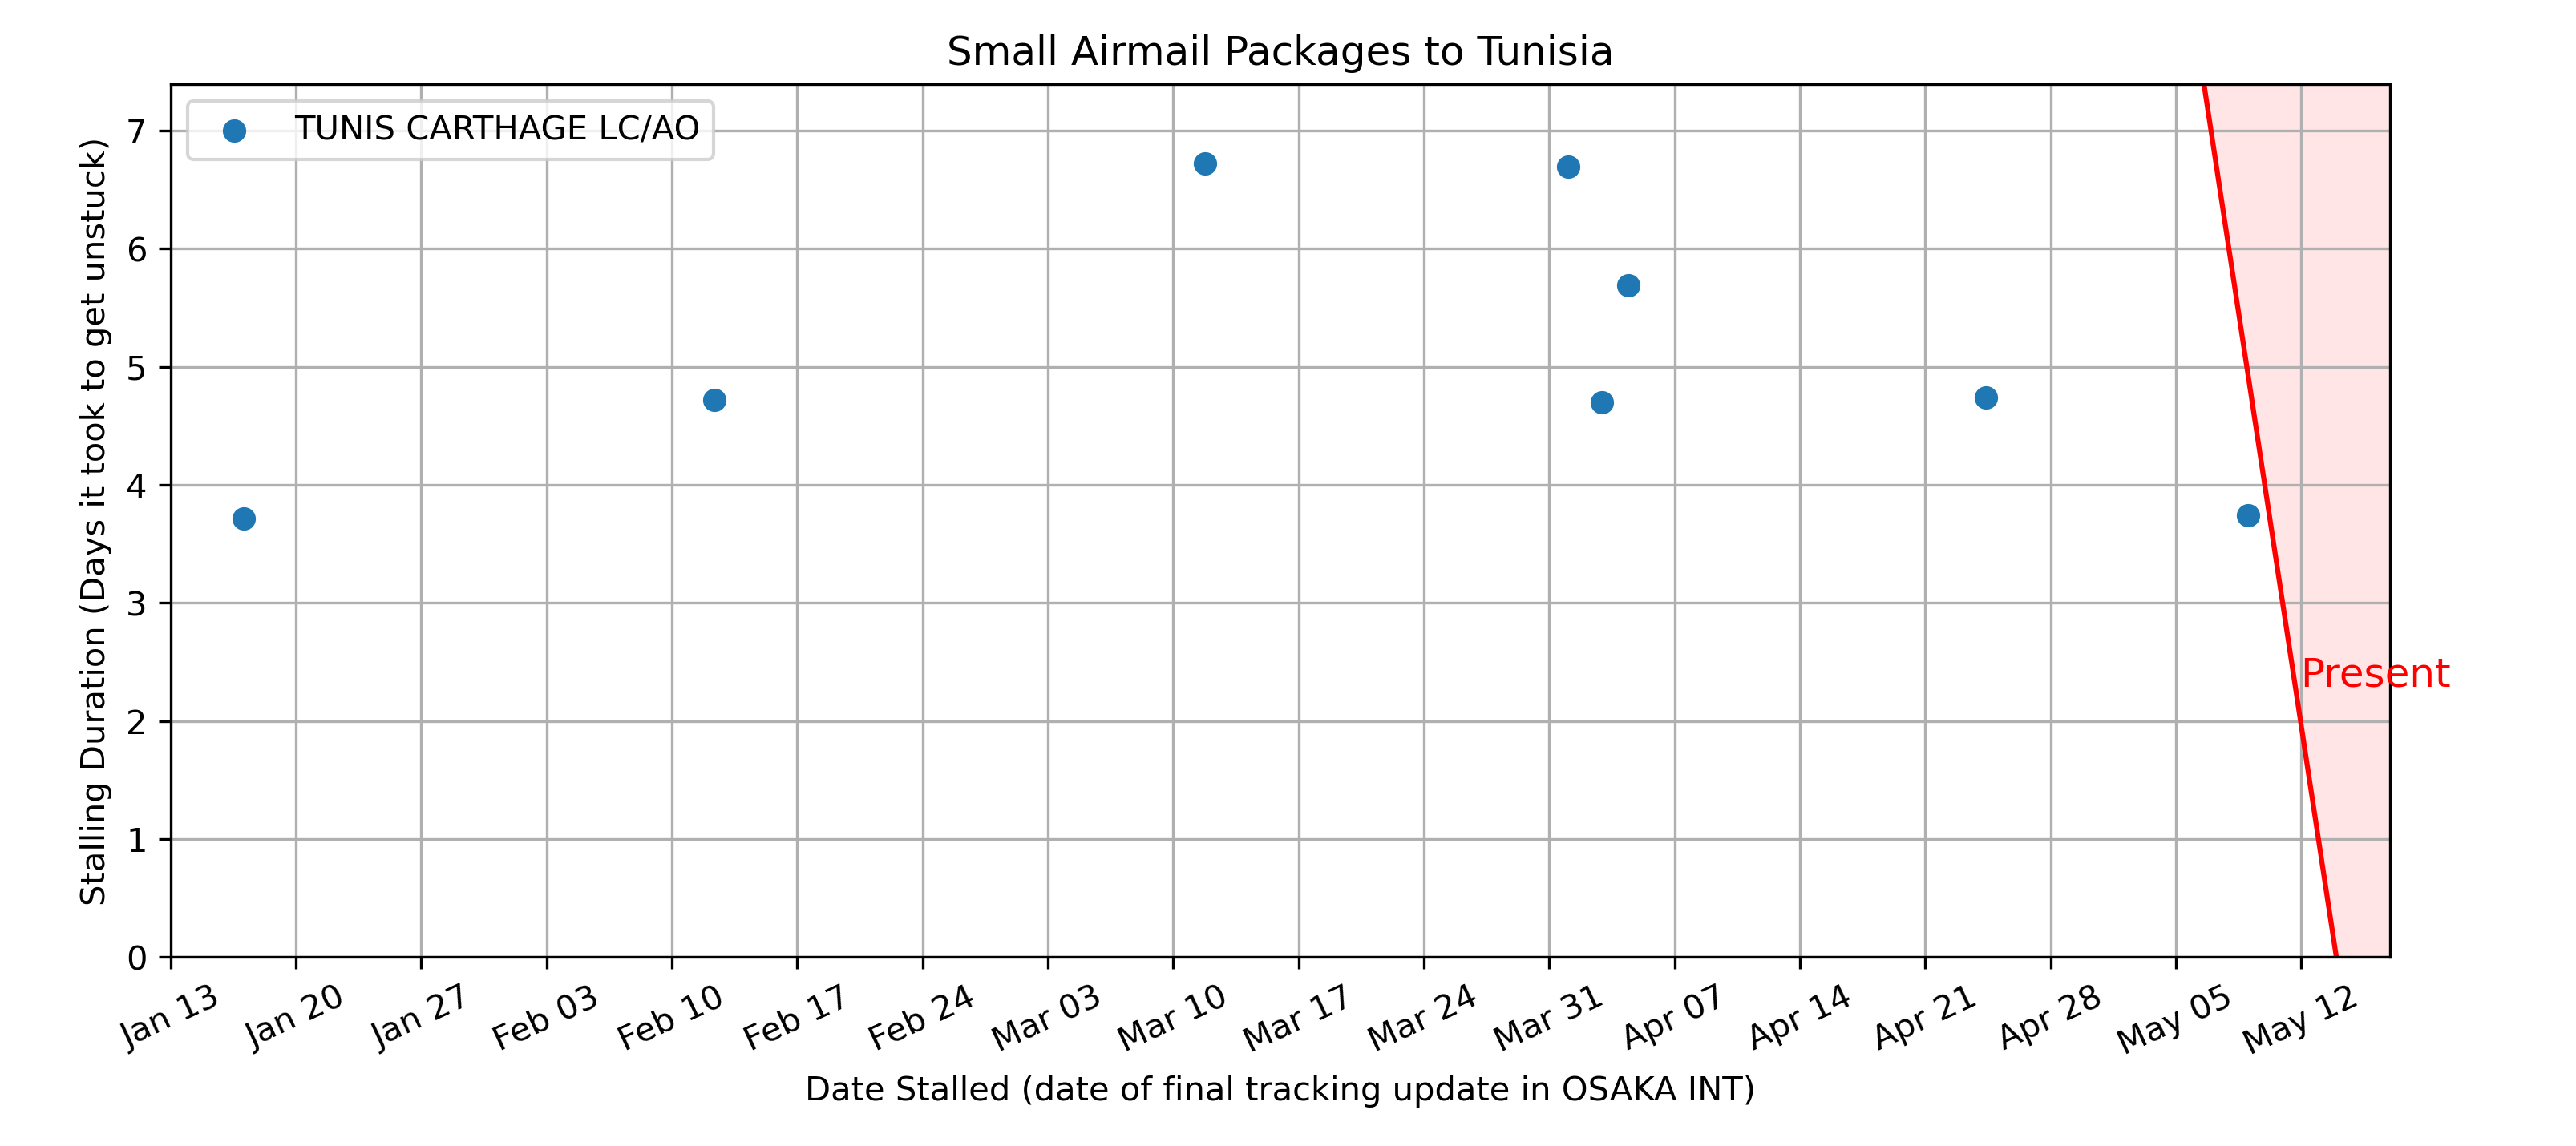 Small Airmail Packages to Tunisia
TUNIS CARTHAGE LC/AO
Stalling Duration (Days it took to get unstuck)
7
6
5
4
3
2
1
0
Present
Jan 13
Jan 20
Jan 27
Feb 03
Feb 10
Feb 17
Feb 24
Mar 03
Mar 10
Mar 17
Mar 24
Mar 31
Apr 07
Apr 14
Apr 21
Apr 28
May 05
May 12
Date Stalled (date of final tracking update in OSAKA INT)